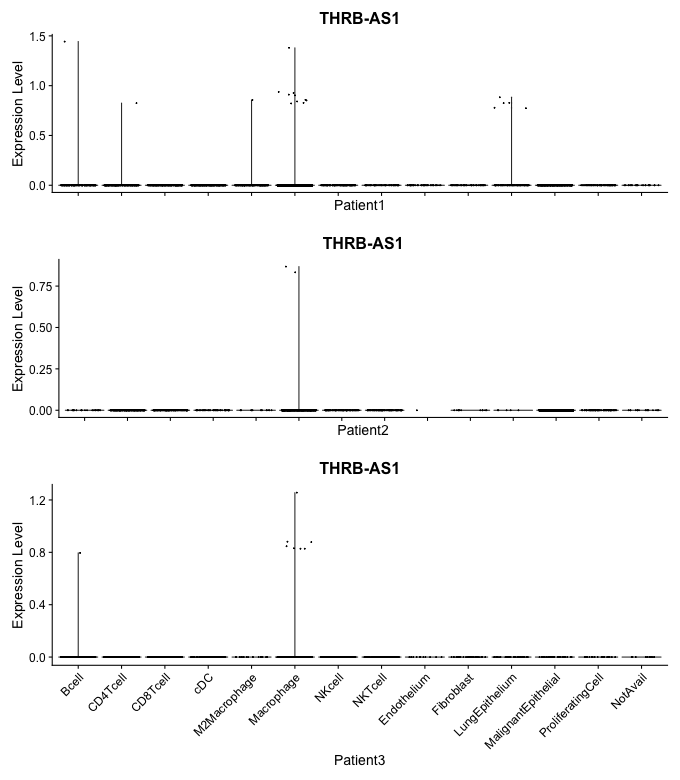 THRB-AS1
Expression Level
1.5
1.0
0.5
0.0
Patient1
THRB-AS1
Expression Level
0.75
0.50
0.25
0.00
Patient2
THRB-AS1
Expression Level
1.2
0.8
0.4
0.0
Bcell
CD4Tcell
CD8Tcell
cDC
M2Macrophage
Macrophage
NKcell
NKTcell
Endothelium
Fibroblast
LungEpithelium
MalignantEpithelial
ProliferatingCell
NotAvail
Patient3